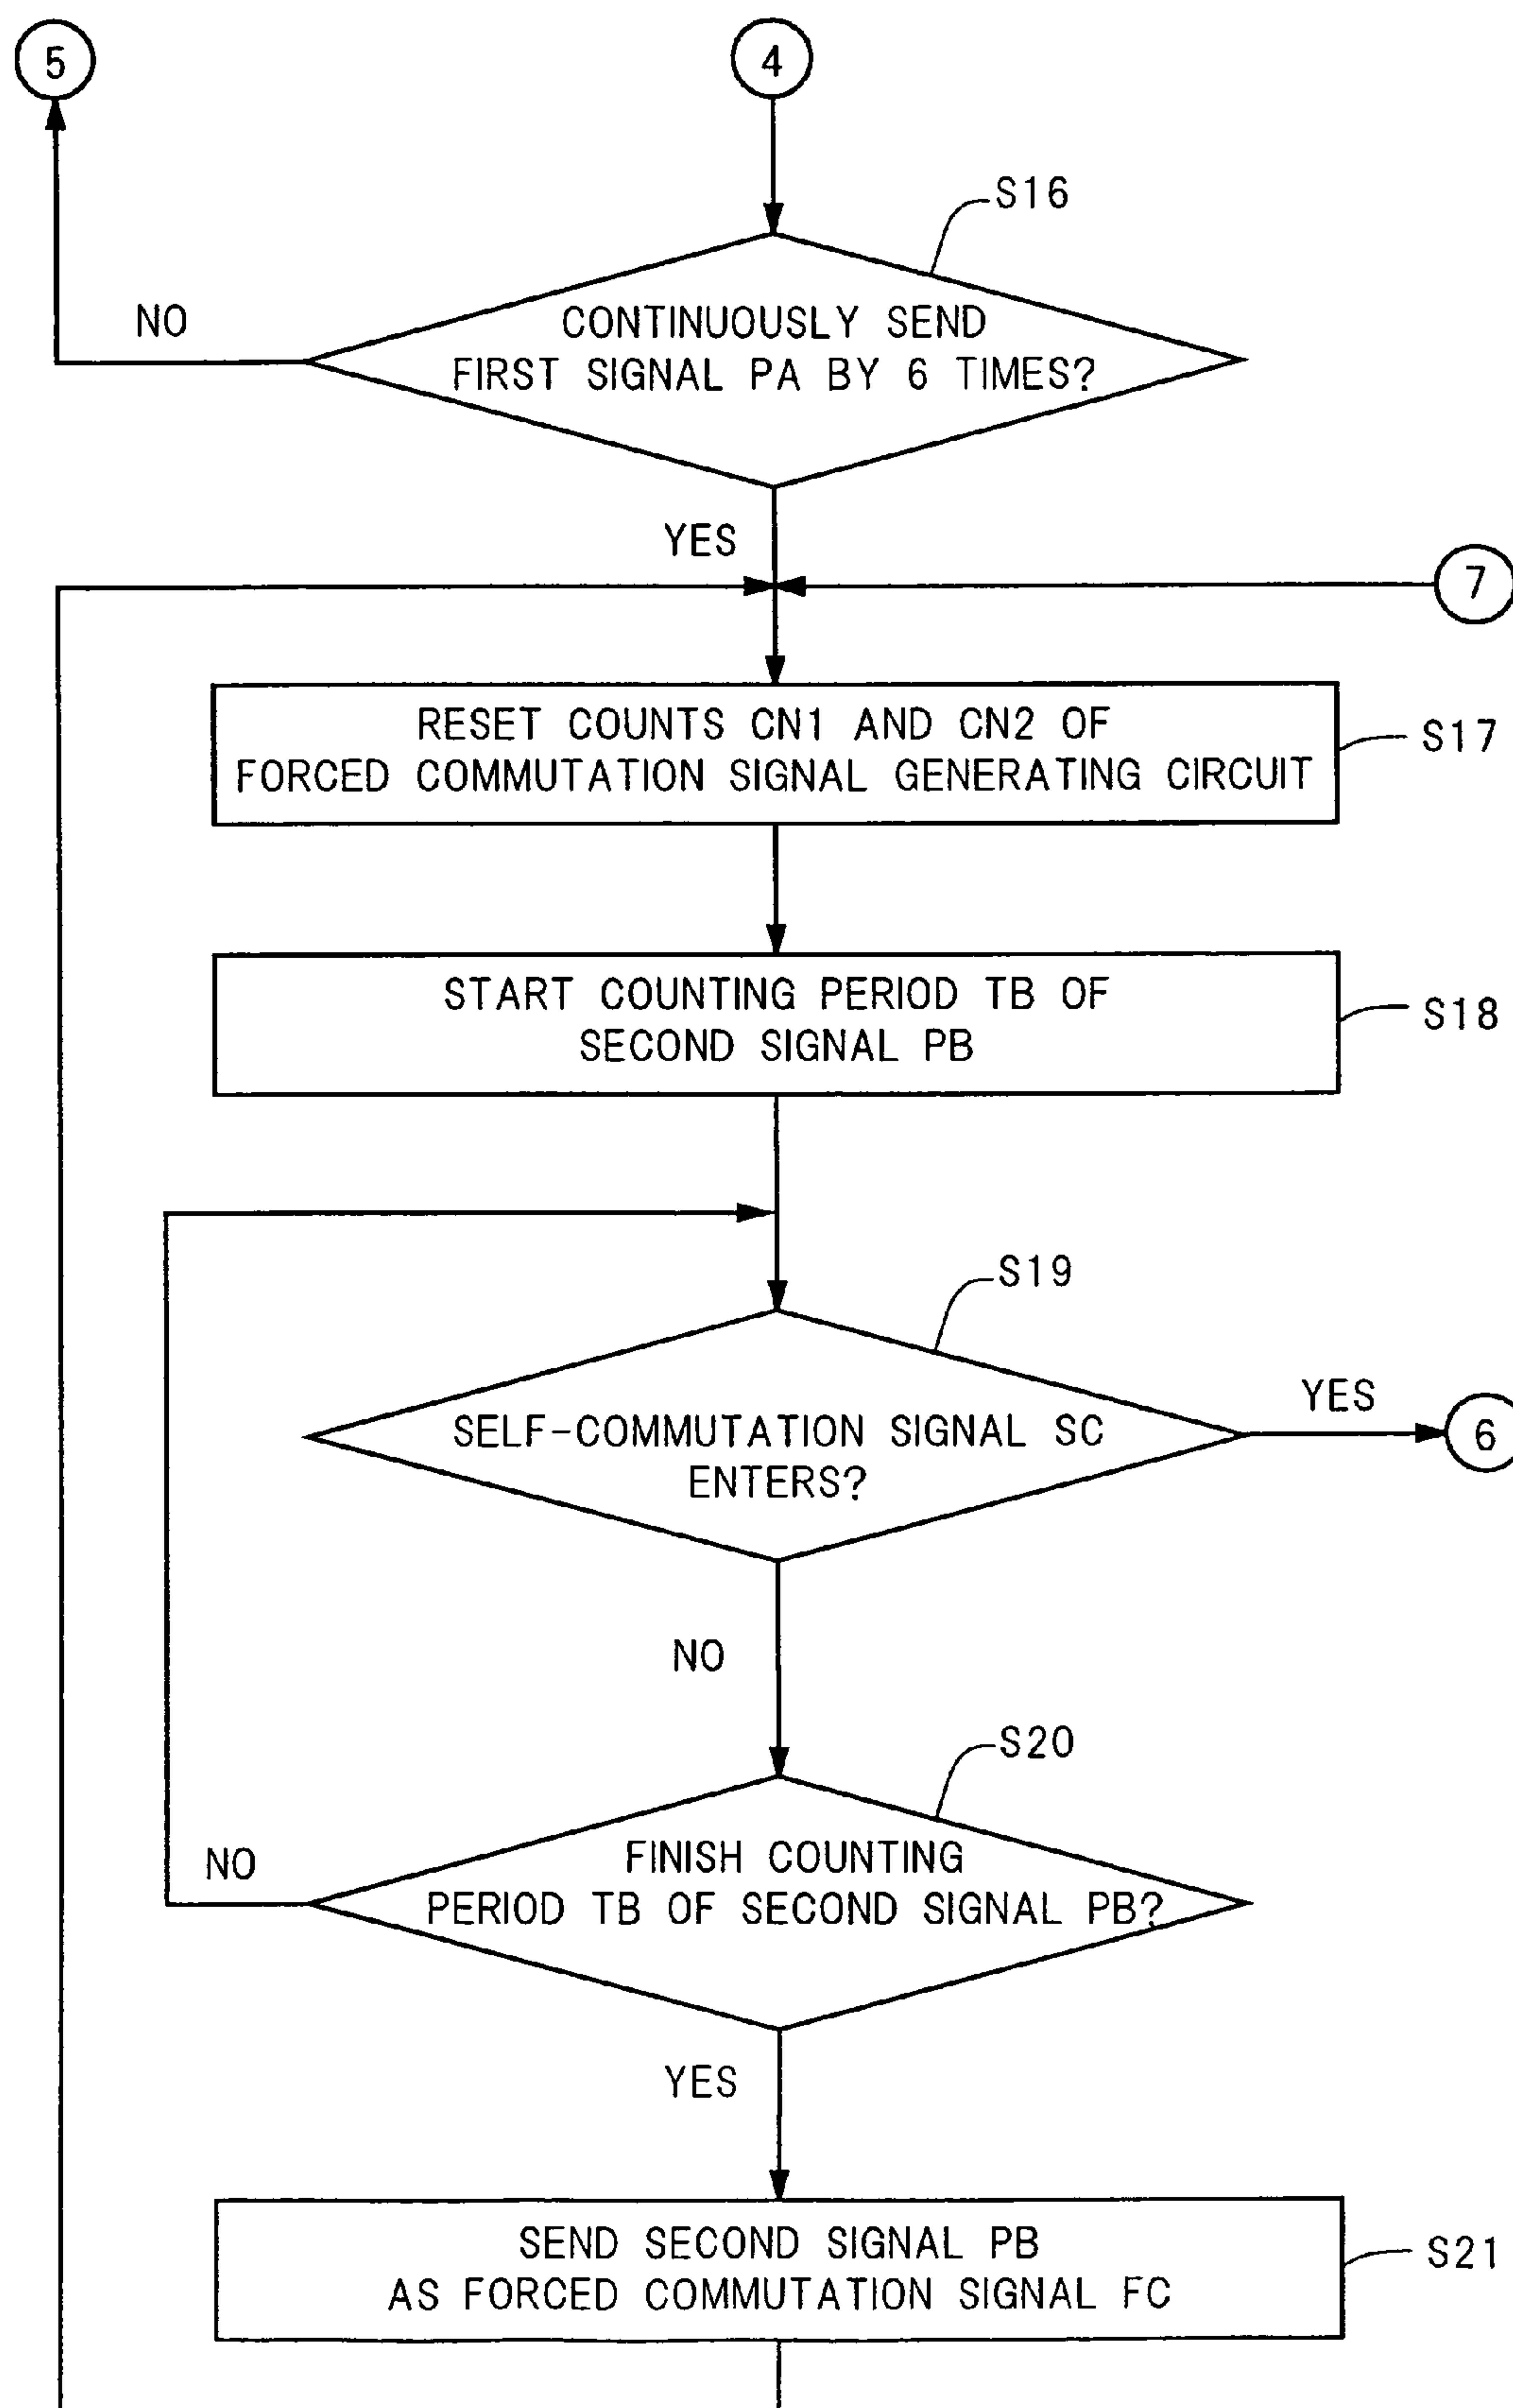 5
4
S16
NO
CONTINUOUSLY SEND
FIRST SIGNAL PA BY 6 TIMES?
YES
7
RESET COUNTS CN1 AND CN2 OF
FORCED COMMUTATION SIGNAL GENERATING CIRCUIT
S17
START COUNTING PERIOD TB OF
SECOND SIGNAL PB
S18
S19
SELF-COMMUTATION SIGNAL SC
ENTERS?
YES
6
NO
S20
NO
FINISH COUNTING
PERIOD TB OF SECOND SIGNAL PB?
YES
SEND SECOND SIGNAL PB
AS FORCED COMMUTATION SIGNAL FC
S21